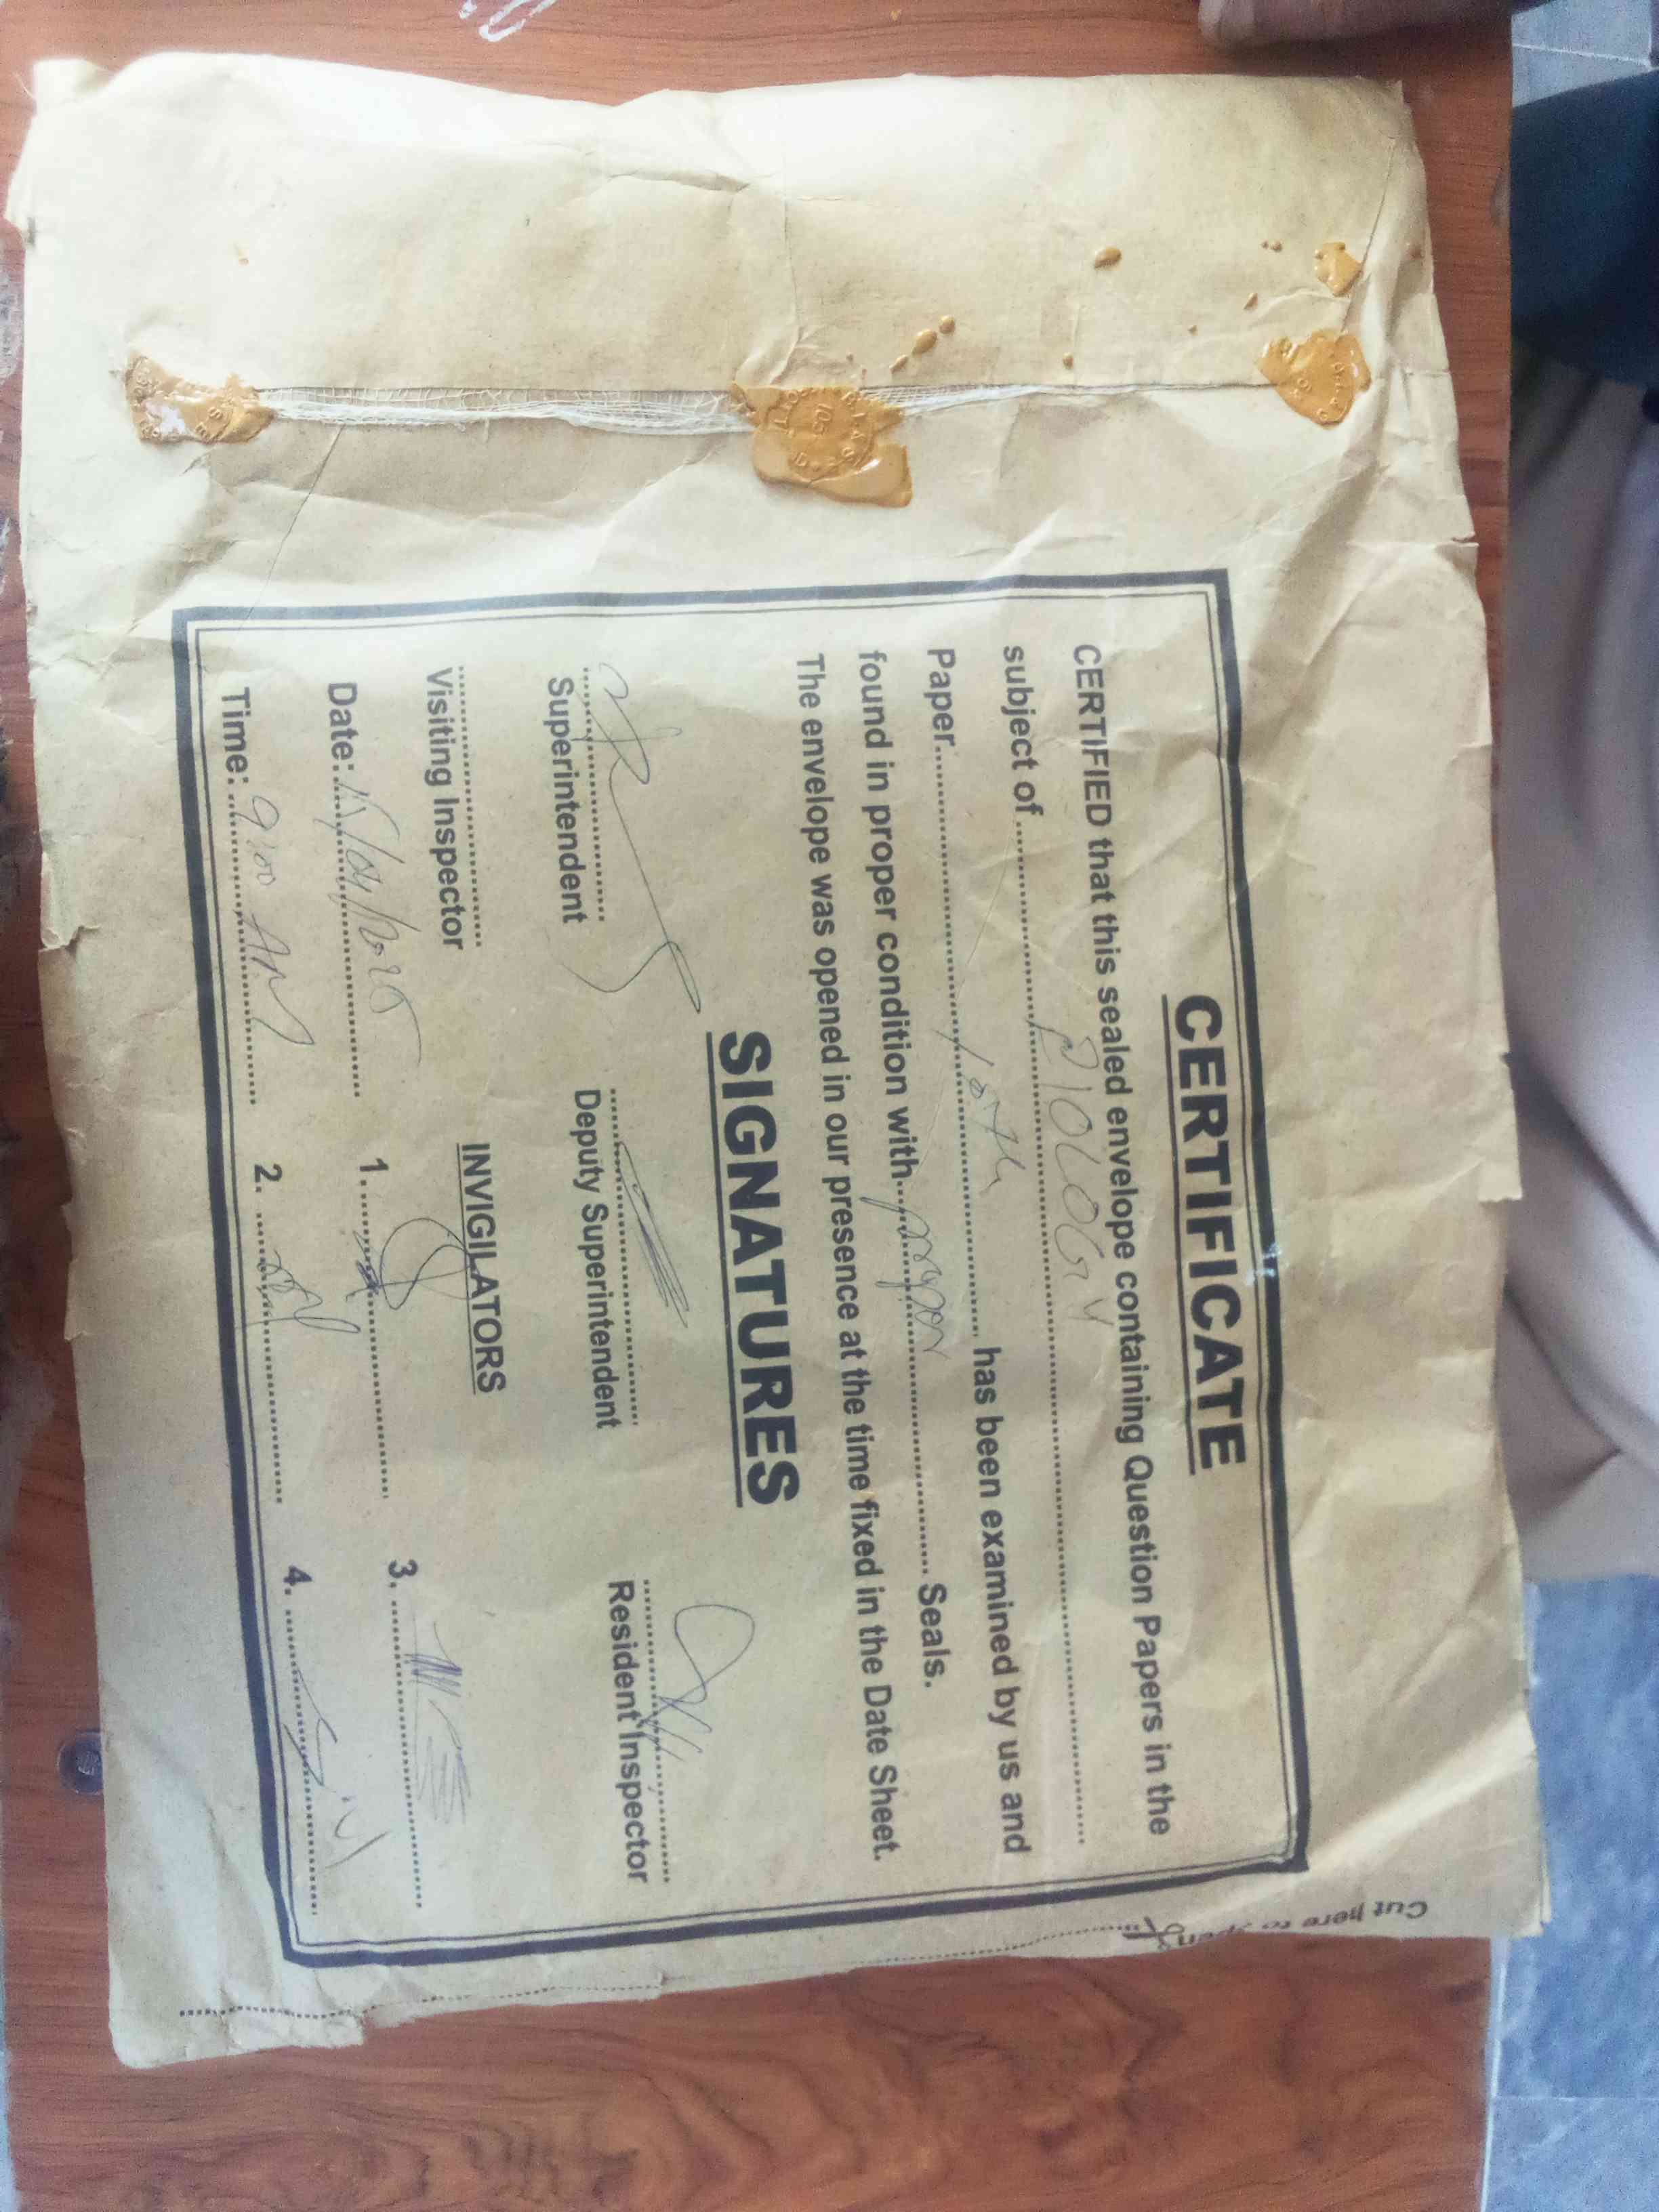 CERTIFICATE
CERTIFIED that this sealed envelope containing Question Papers in the
subject of BIOLOGY
Paper 10th has been examined by us and
found in proper condition with proper Seals.
The envelope was opened in our presence at the time fixed in the Date Sheet.
SIGNATURES
Superintendent Deputy Superintendent Resident Inspector
Visiting Inspector
INVIGILATORS
Date: 15/04/2025 1. 3.
Time: 9:00 AM 2. 4.
Cut here to open